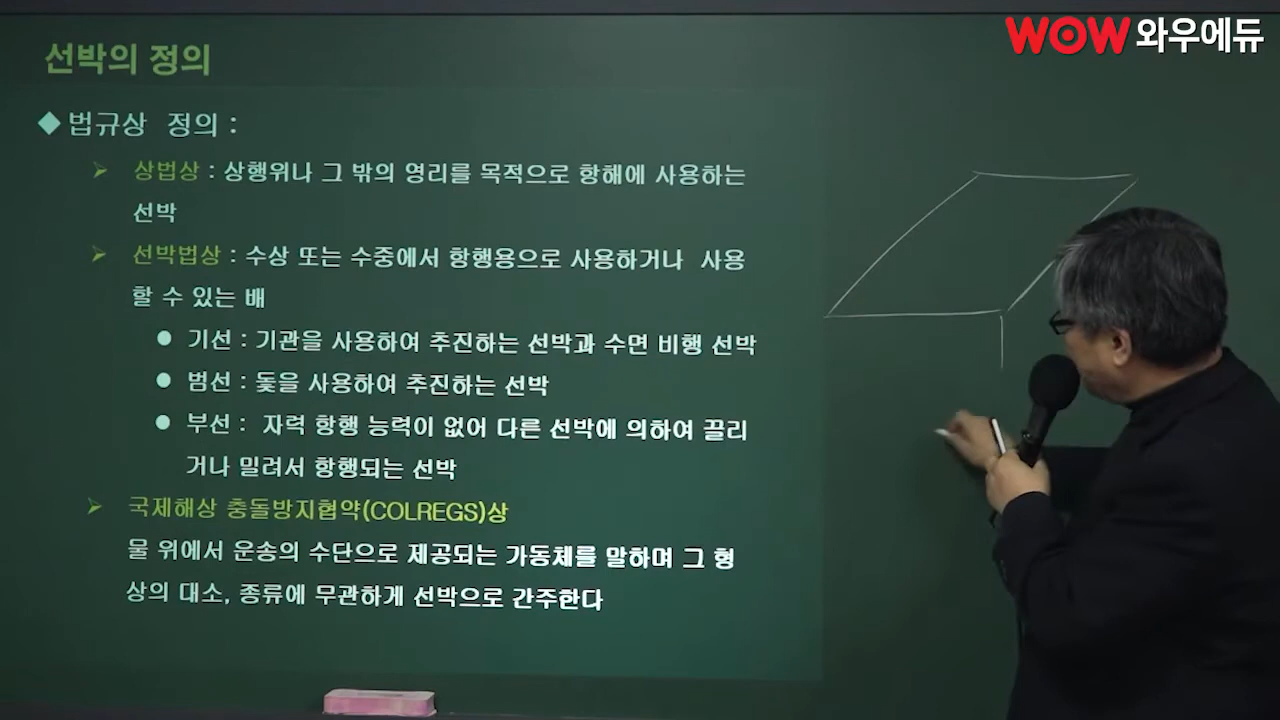 WOW 와우에듀
선박의 정의
◆ 법규상 정의 :
➢ 상법상 : 상행위나 그 밖의 영리를 목적으로 항해에 사용하는
선박
➢ 선박법상 : 수상 또는 수중에서 항행용으로 사용하거나 사용
할 수 있는 배
● 기선 : 기관을 사용하여 추진하는 선박과 수면 비행 선박
● 범선 : 돛을 사용하여 추진하는 선박
● 부선 : 자력 항행 능력이 없어 다른 선박에 의하여 끌리
거나 밀려서 항행되는 선박
➢ 국제해상 충돌방지협약(COLREGS)상
물 위에서 운송의 수단으로 제공되는 가동체를 말하며 그 형
상의 대소, 종류에 무관하게 선박으로 간주한다